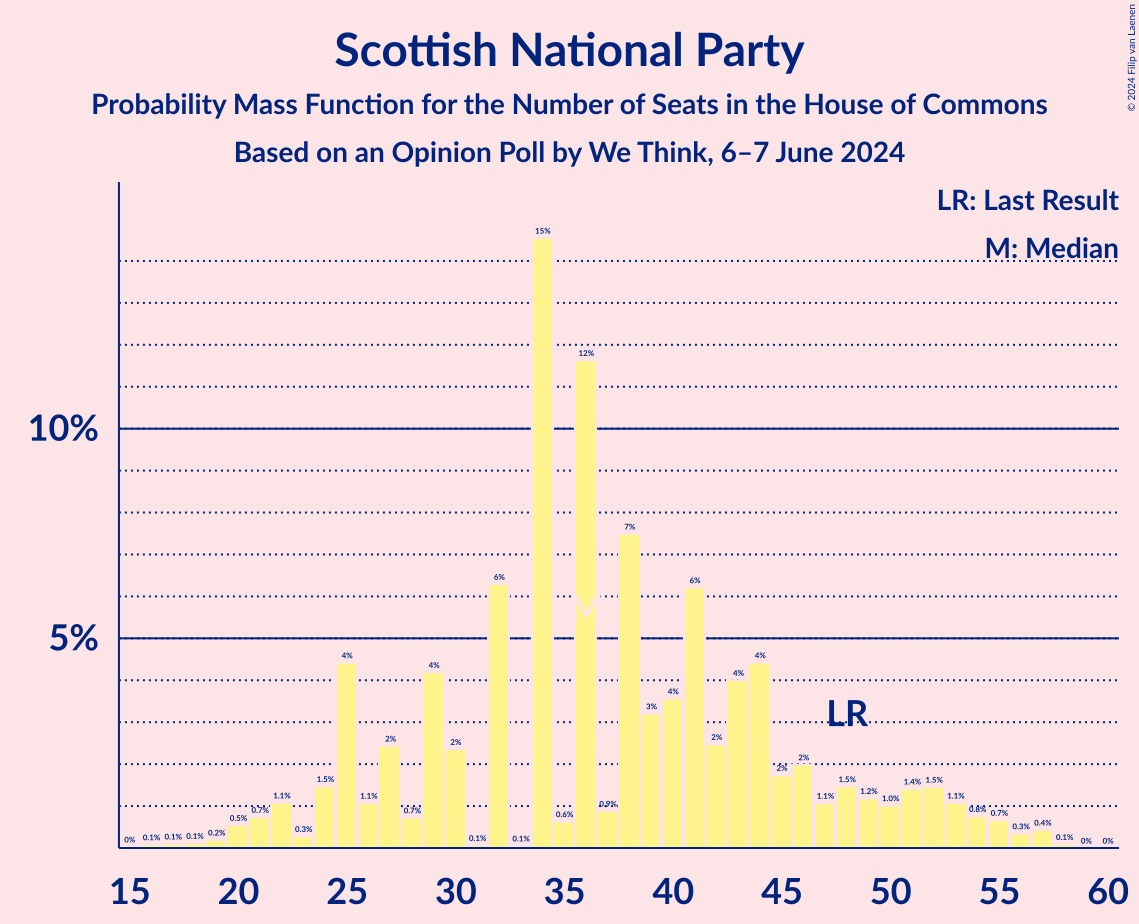 Scottish National Party
Probability Mass Function for the Number of Seats in the House of Commons
Based on an Opinion Poll by We Think, 6–7 June 2024
© 2024 Filip van Laenen
LR: Last Result
M: Median
10%
5%
0% 0.1% 0.1% 0.1% 0.2% 0.5% 0.7% 1.1% 0.3% 1.5% 4% 1.1% 2% 0.7% 4% 2% 0.1% 6% 0.1% 15% 0.6% 12% 0.9% 7% 3% 4% 6% 2% 4% 4% 2% 2% 1.1% 1.5% 1.2% 1.0% 1.4% 1.5% 1.1% 0.8% 0.7% 0.3% 0.4% 0.1% 0% 0%
M
LR
15 20 25 30 35 40 45 50 55 60